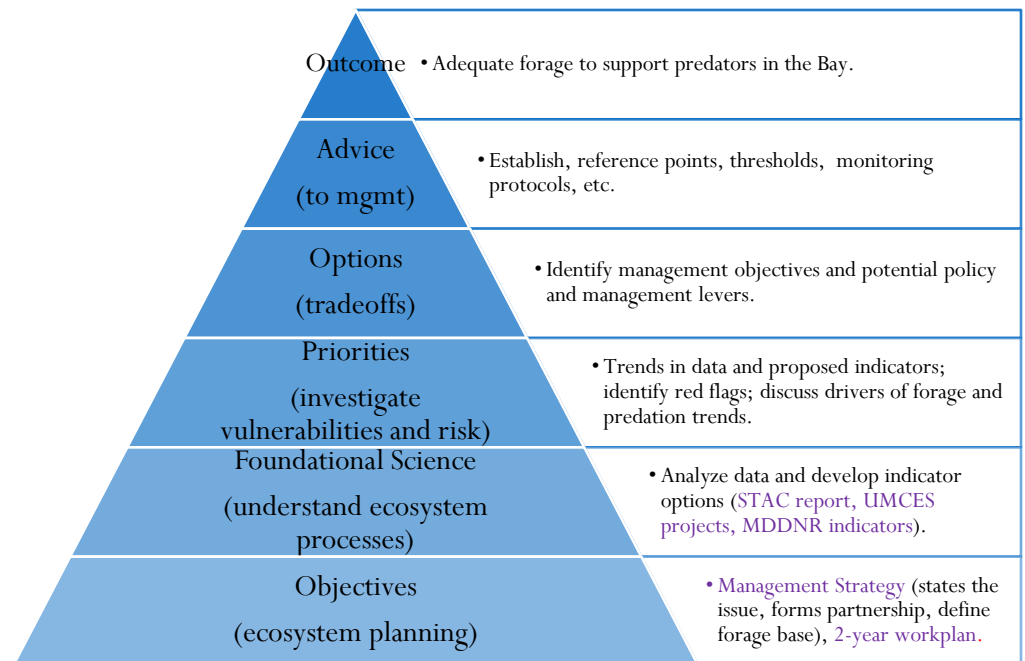 Outcome
• Adequate forage to support predators in the Bay.
Advice
(to mgmt)
• Establish, reference points, thresholds, monitoring
protocols, etc.
Options
(tradeoffs)
• Identify management objectives and potential policy
and management levers.
Priorities
(investigate
vulnerabilities and risk)
• Trends in data and proposed indicators;
identify red flags; discuss drivers of forage and
predation trends.
Foundational Science
(understand ecosystem
processes)
• Analyze data and develop indicator
options (STAC report, UMCES
projects, MDDNR indicators).
Objectives
(ecosystem planning)
• Management Strategy (states the
issue, forms partnership, define
forage base), 2-year workplan.